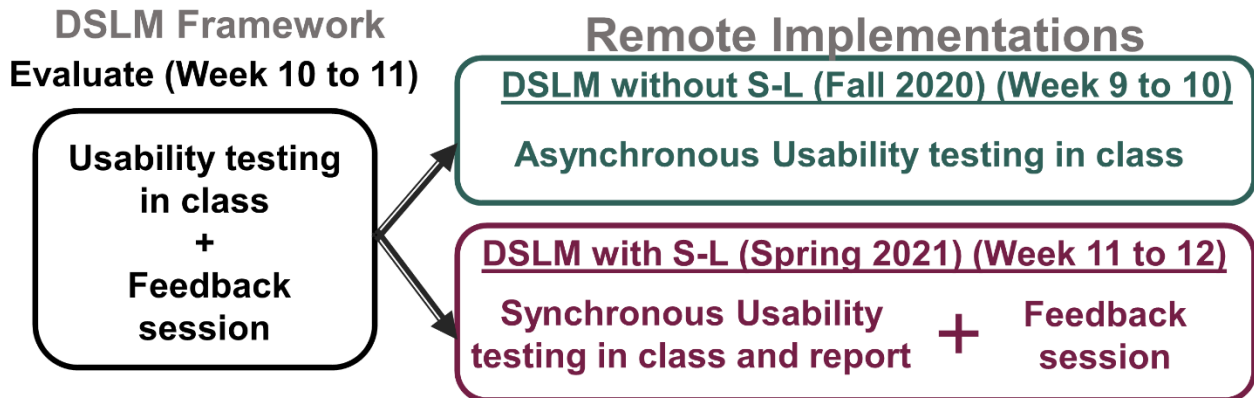 DSLM Framework
Evaluate (Week 10 to 11)
Usability testing
in class
+
Feedback
session
Remote Implementations
DSLM without S-L (Fall 2020) (Week 9 to 10)
Asynchronous Usability testing in class
DSLM with S-L (Spring 2021) (Week 11 to 12)
Synchronous Usability
testing in class and report
+
Feedback
session